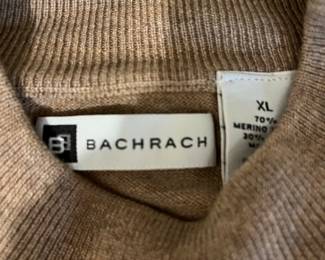 B
BACHRACH
XL
70%
MERINO
30%